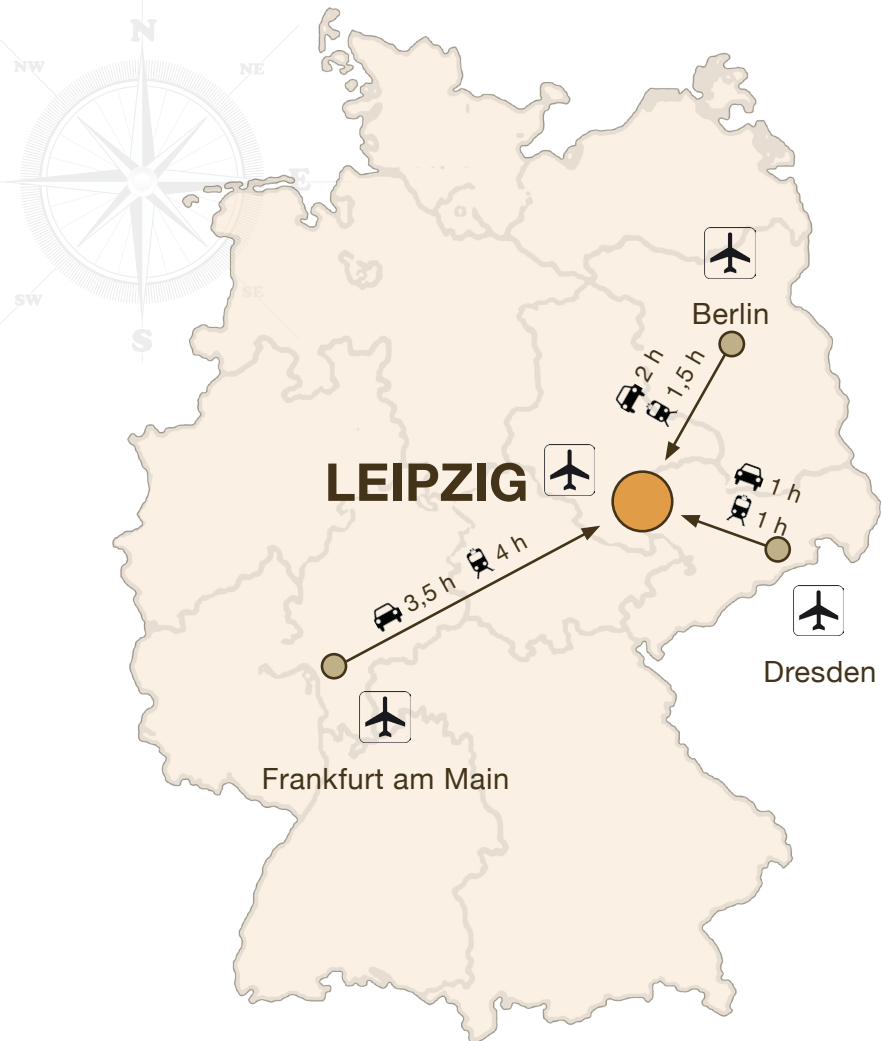 N
NW
NE
E
SW
SE
S
Berlin
2 h
1,5 h
LEIPZIG
1 h
1 h
4 h
3,5 h
Dresden
Frankfurt am Main